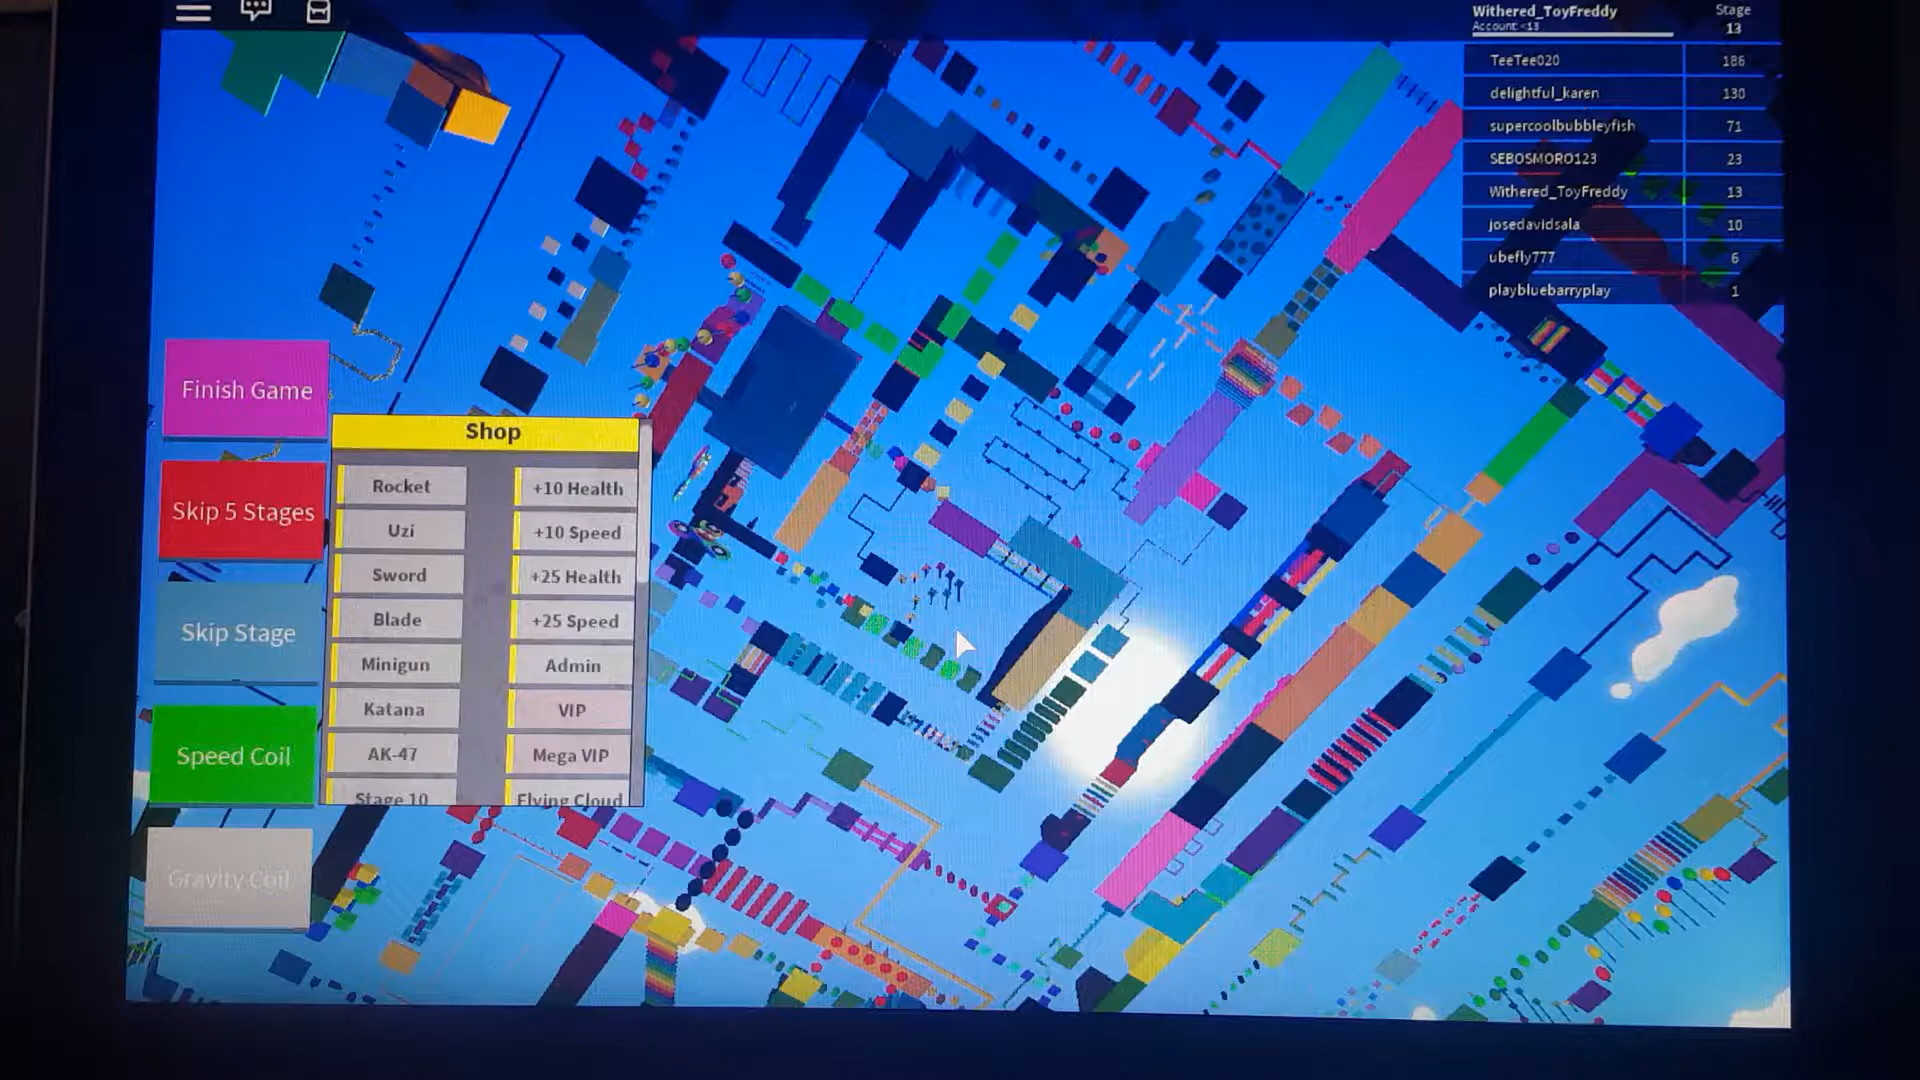 Withered_ToyFreddy
Account: <13
Stage
13
TeeTee020 186
delightful_karen 130
supercoolbubbleyfish 71
SEBOSMORO123 23
Withered_ToyFreddy 13
josedavidsala 10
ubefly777 6
playbluebarryplay 1
Finish Game
Skip 5 Stages
Skip Stage
Speed Coil
Gravity Coil
Shop
Rocket +10 Health
Uzi +10 Speed
Sword +25 Health
Blade +25 Speed
Minigun Admin
Katana VIP
AK-47 Mega VIP
Stage 10 Flying Cloud